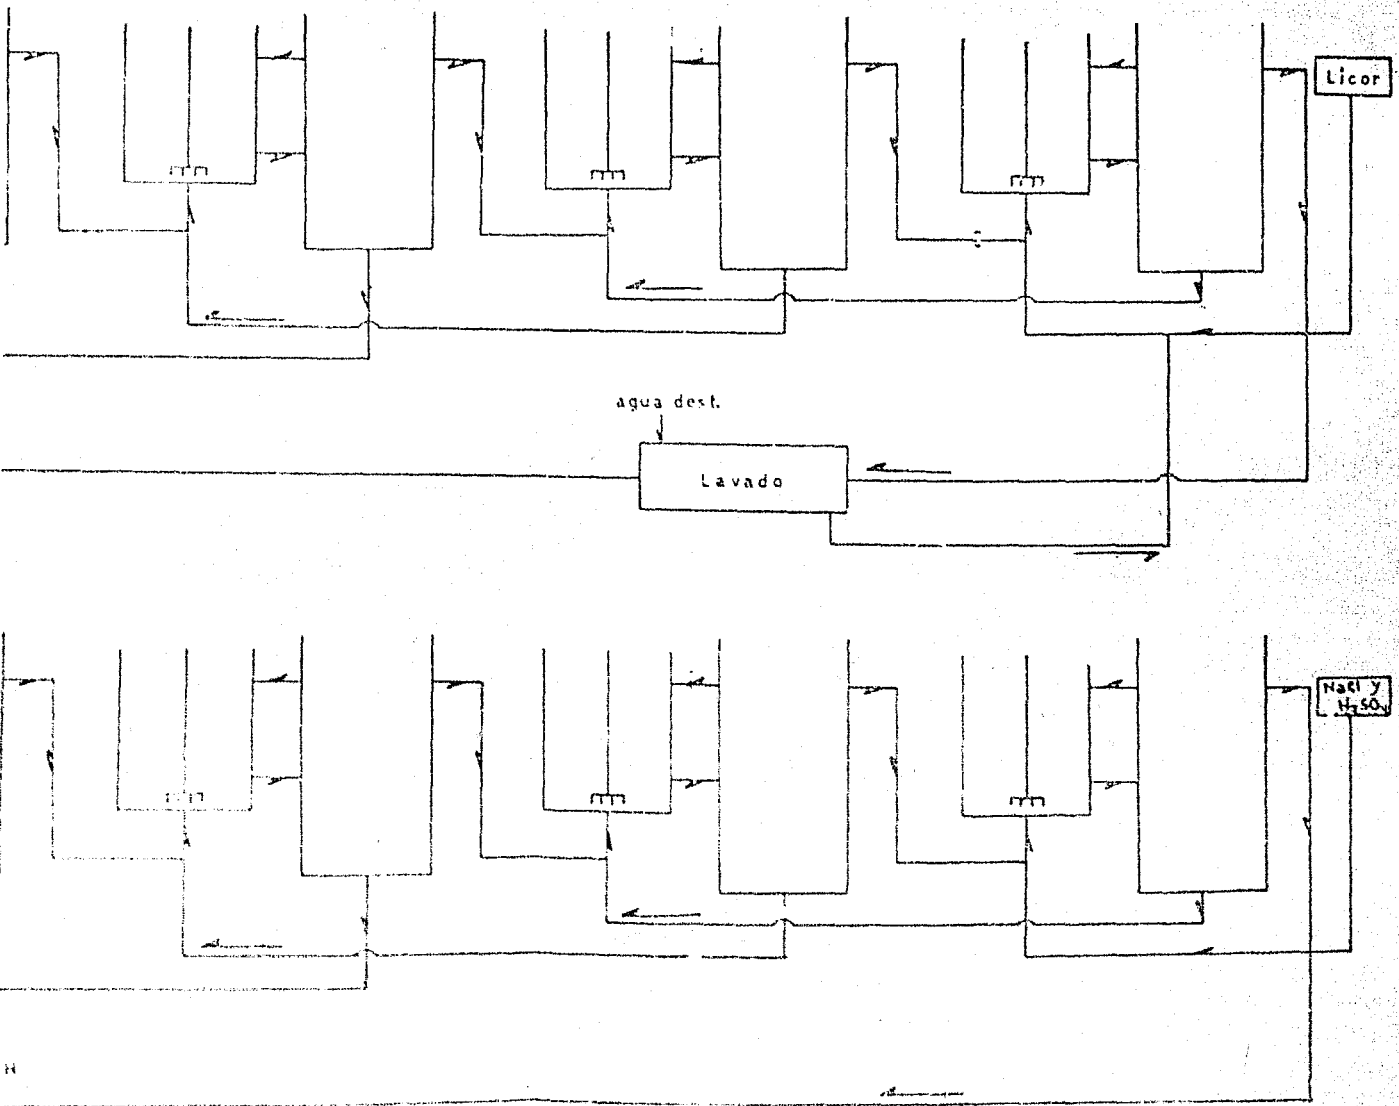 Licor
agua dest.
Lavado
Nacl y
H₂SO₄
H